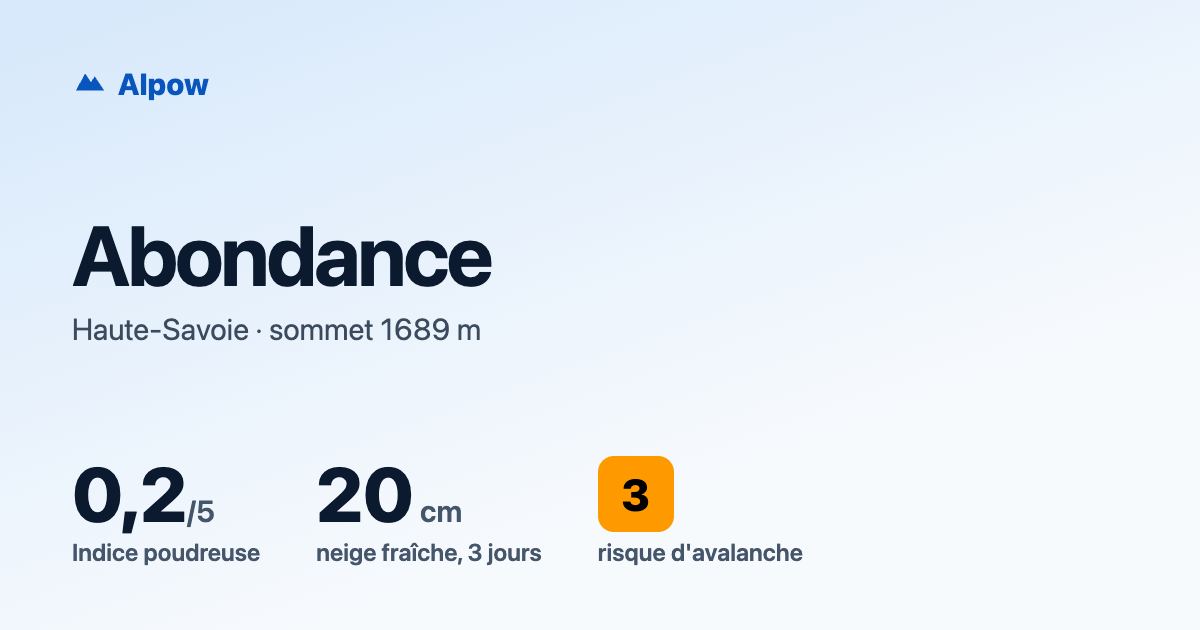 Alpow
Abondance
Haute-Savoie · sommet 1689 m
0,2/5
Indice poudreuse
20 cm
neige fraîche, 3 jours
3
risque d'avalanche